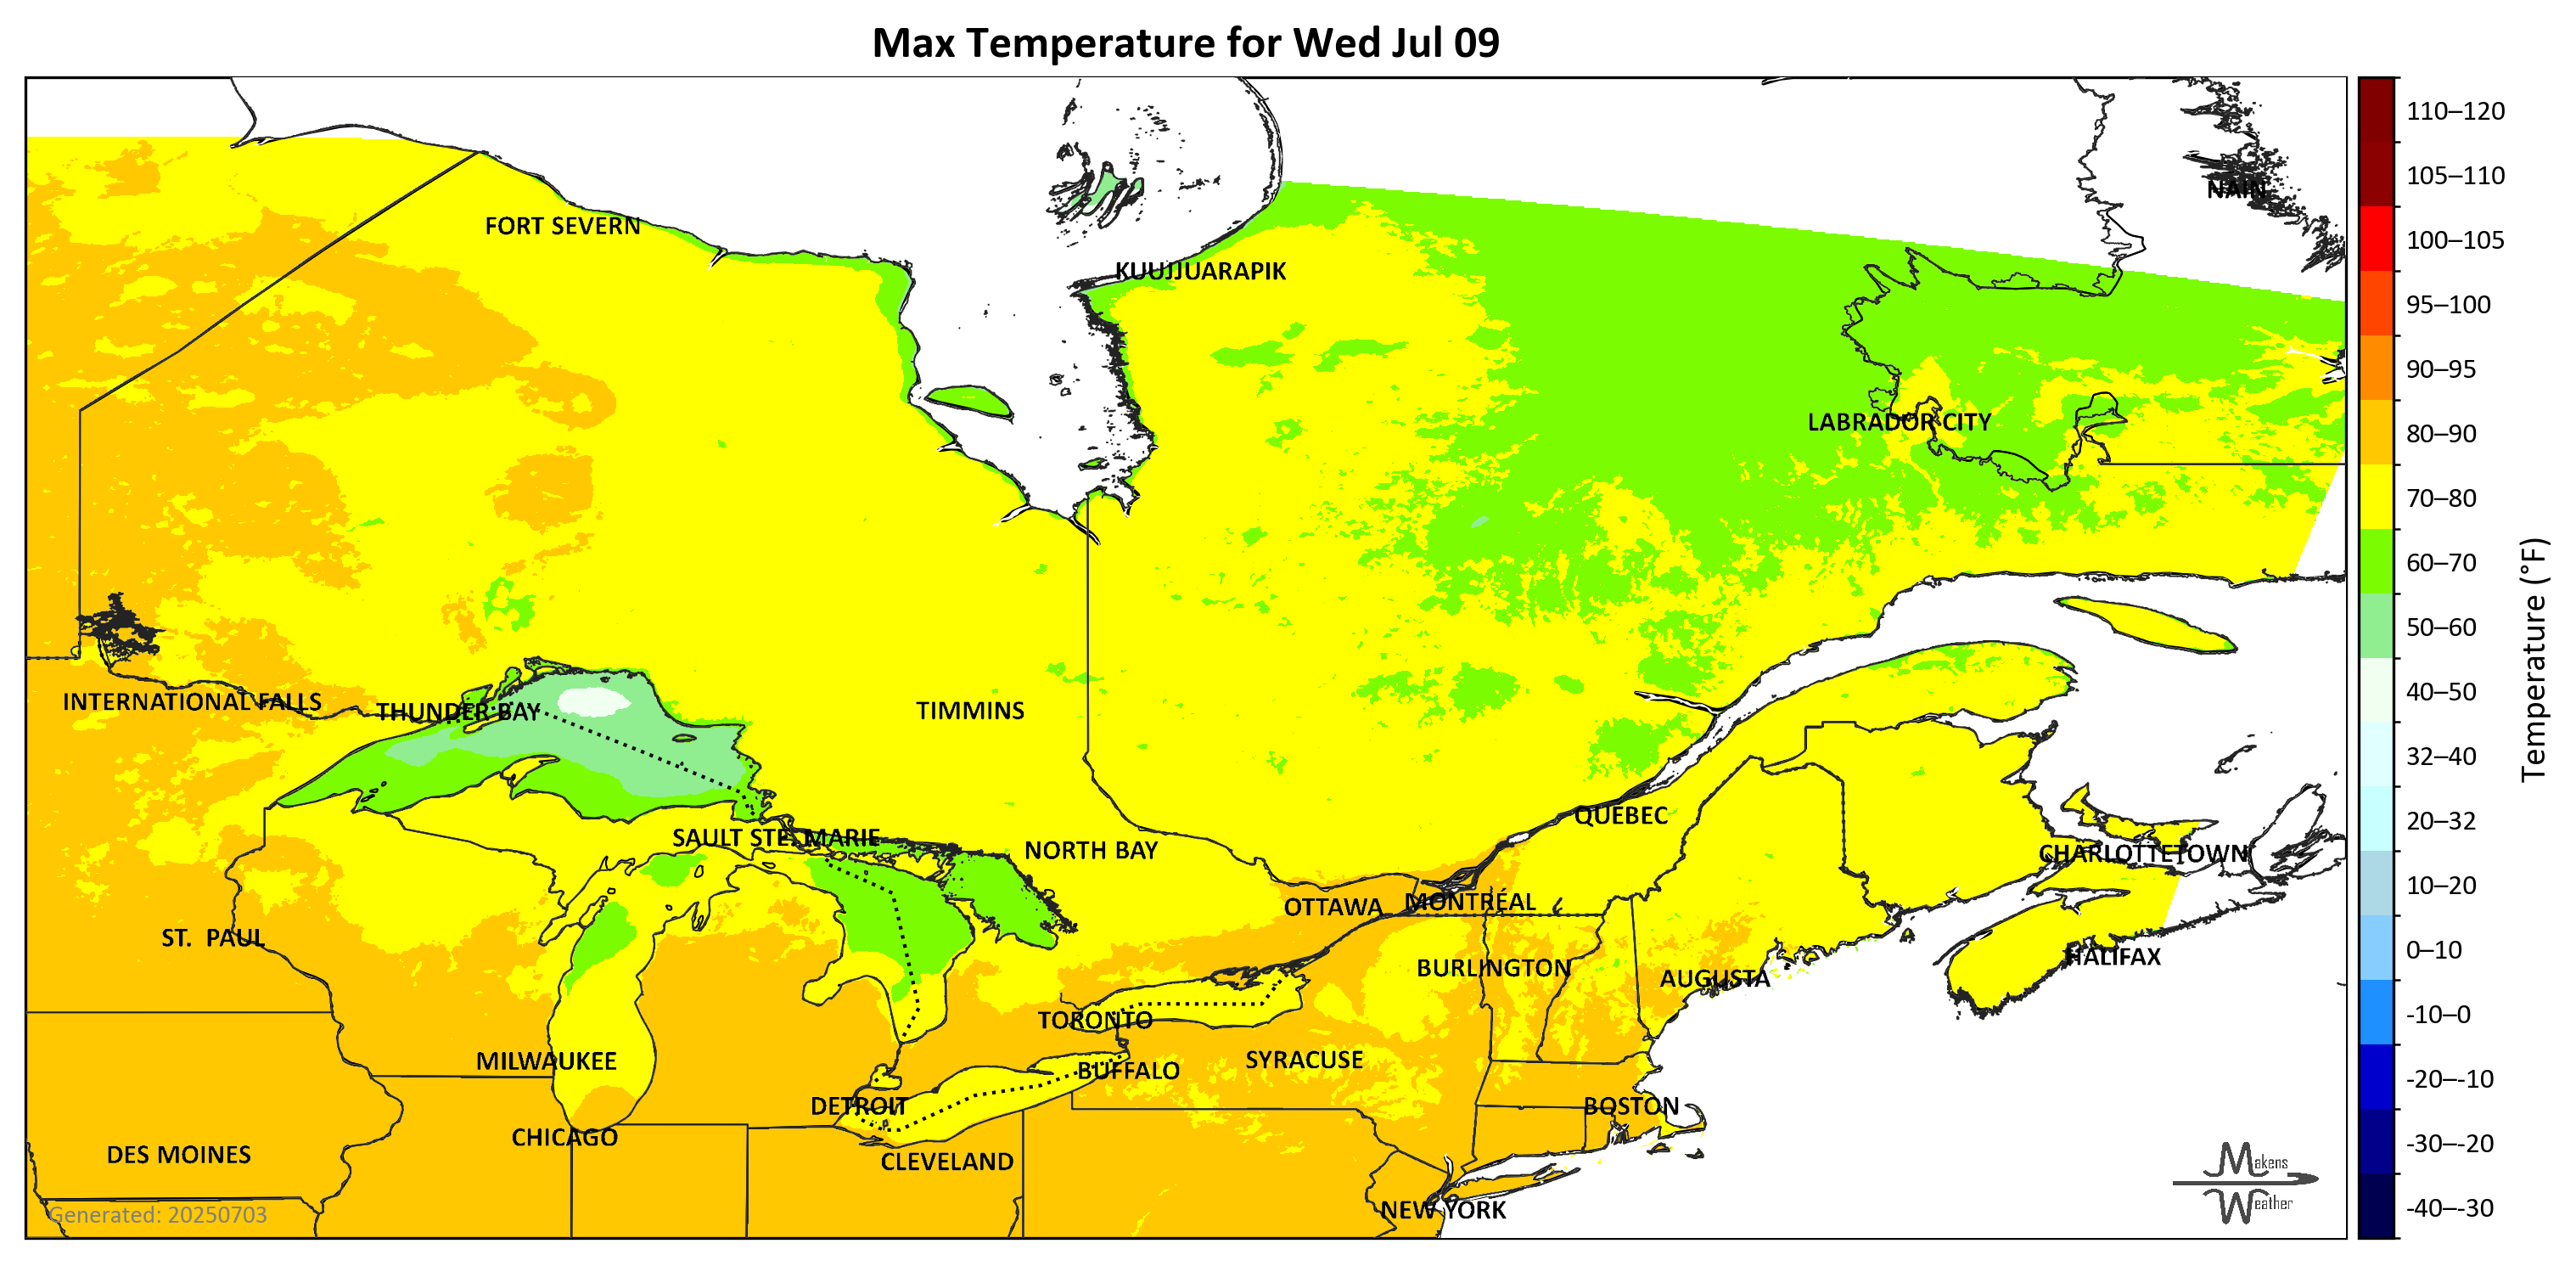 Max Temperature for Wed Jul 09
110–120
105–110
NAIN
FORT SEVERN
100–105
KUUJJUARAPIK
95–100
90–95
LABRADOR CITY
80–90
70–80
60–70
50–60
Temperature (°F)
40–50
INTERNATIONAL FALLS
THUNDER BAY
TIMMINS
32–40
QUEBEC
20–32
SAULT STE. MARIE
NORTH BAY
CHARLOTTETOWN
10–20
OTTAWA
MONTRÉAL
ST. PAUL
0–10
HALIFAX
BURLINGTON
AUGUSTA
-10–0
TORONTO
MILWAUKEE
SYRACUSE
BUFFALO
-20–-10
DETROIT
BOSTON
CHICAGO
-30–-20
DES MOINES
CLEVELAND
Makens
Weather
-40–-30
NEW YORK
Generated: 20250703